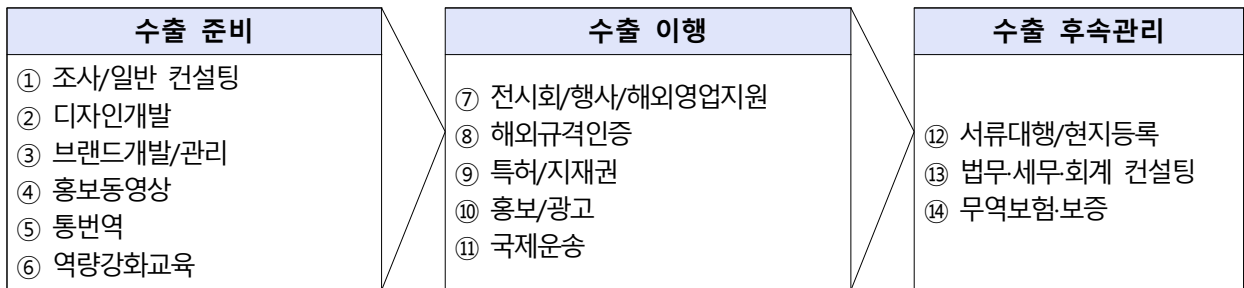 수출 준비
① 조사/일반 컨설팅
② 디자인개발
③ 브랜드개발/관리
④ 홍보동영상
⑤ 통번역
⑥ 역량강화교육
수출 이행
⑦ 전시회/행사/해외영업지원
⑧ 해외규격인증
⑨ 특허/지재권
⑩ 홍보/광고
⑪ 국제운송
수출 후속관리
⑫ 서류대행/현지등록
⑬ 법무·세무·회계 컨설팅
⑭ 무역보험·보증